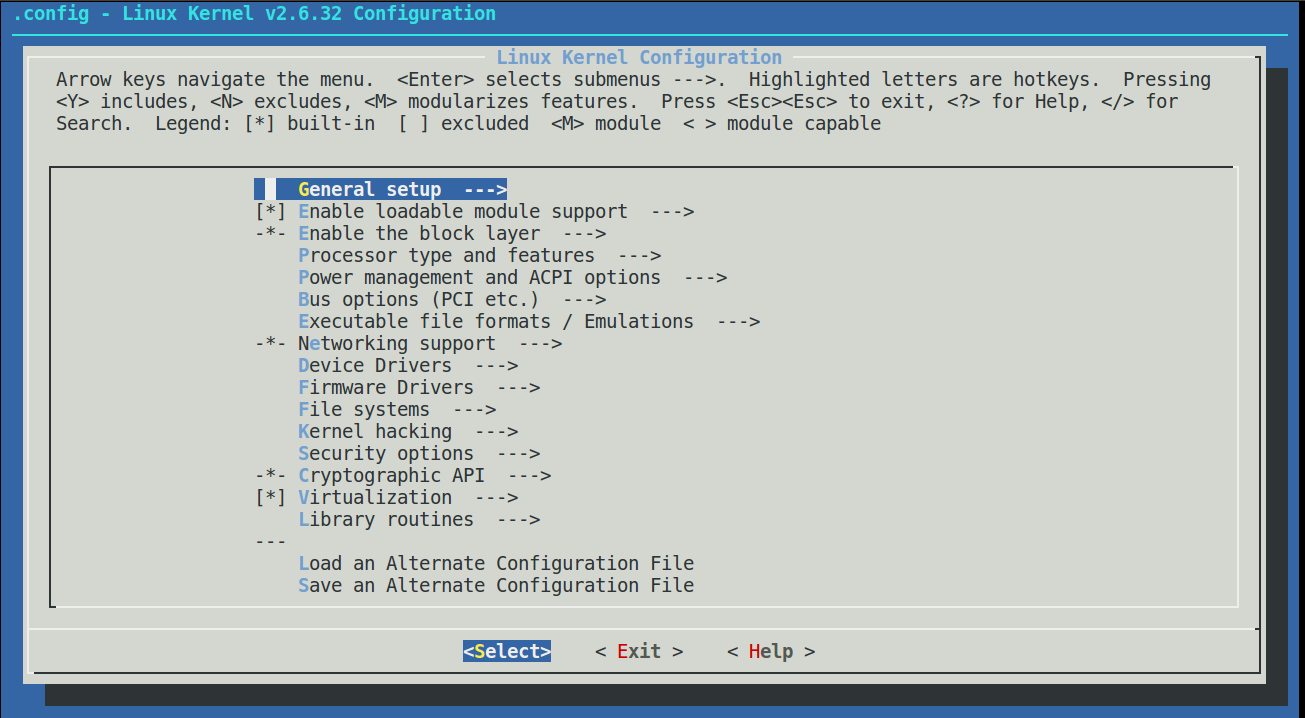 .config - Linux Kernel v2.6.32 Configuration
Linux Kernel Configuration
Arrow keys navigate the menu.  <Enter> selects submenus --->.  Highlighted letters are hotkeys.  Pressing
<Y> includes, <N> excludes, <M> modularizes features.  Press <Esc><Esc> to exit, <?> for Help, </> for
Search.  Legend: [*] built-in  [ ] excluded  <M> module  < > module capable
General setup  --->
[*] Enable loadable module support  --->
-*- Enable the block layer  --->
Processor type and features  --->
Power management and ACPI options  --->
Bus options (PCI etc.)  --->
Executable file formats / Emulations  --->
-*- Networking support  --->
Device Drivers  --->
Firmware Drivers  --->
File systems  --->
Kernel hacking  --->
Security options  --->
-*- Cryptographic API  --->
[*] Virtualization  --->
Library routines  --->
---
Load an Alternate Configuration File
Save an Alternate Configuration File
<Select>    < Exit >    < Help >